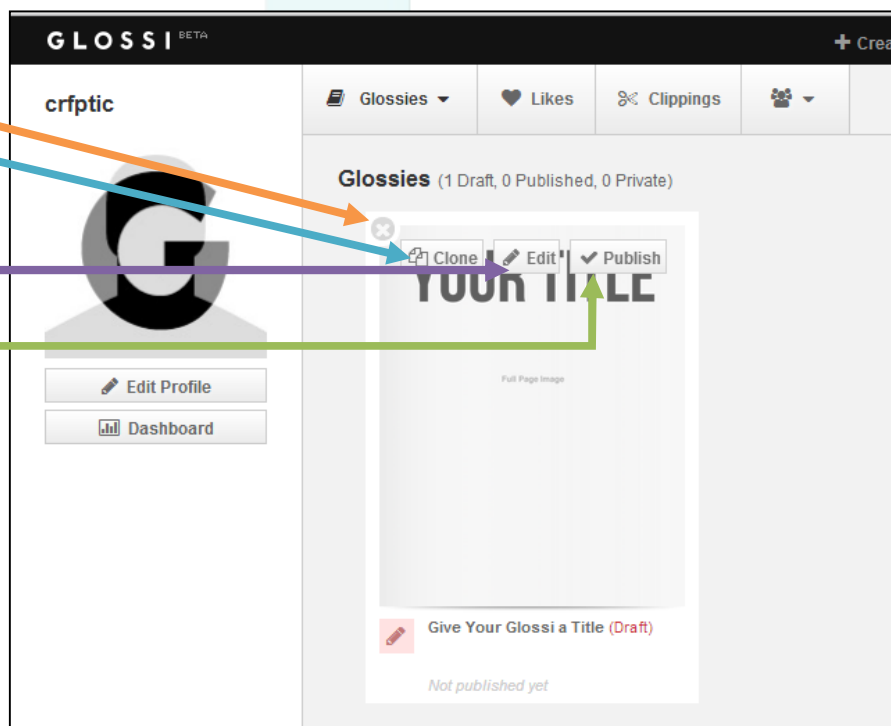 GLOSSI BETA
Crea
crfptic
Glossies
Likes
Clippings
Glossies (1 Draft, 0 Published, 0 Private)
Clone
Edit
Publish
YOUR TITLE
Full Page Image
Edit Profile
Dashboard
Give Your Glossi a Title (Draft)
Not published yet